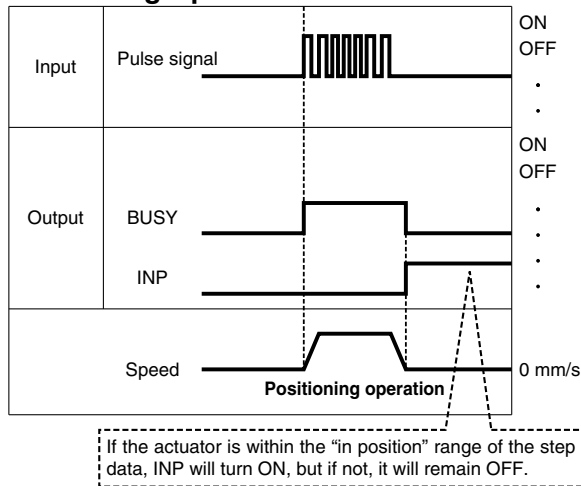 ON
OFF
Input
Pulse signal
ON
OFF
Output
BUSY
INP
Speed
0 mm/s
Positioning operation
If the actuator is within the “in position” range of the step
data, INP will turn ON, but if not, it will remain OFF.